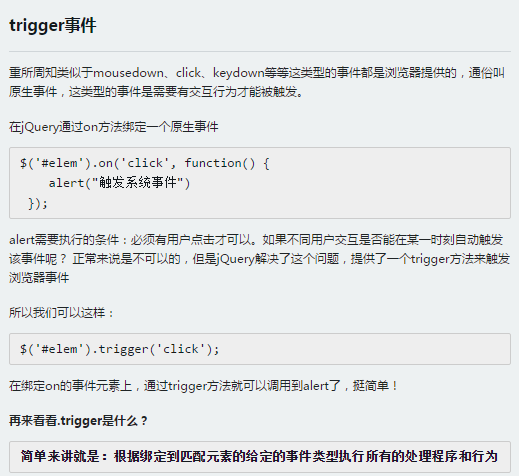 trigger事件
重所周知类似于mousedown、click、keydown等等这类型的事件都是浏览器提供的，通俗叫
原生事件，这类型的事件是需要有交互行为才能被触发。
在jQuery通过on方法绑定一个原生事件
$('#elem').on('click', function() {
alert("触发系统事件")
});
alert需要执行的条件：必须有用户点击才可以。如果不同用户交互是否能在某一时刻自动触发
该事件呢？ 正常来说是不可以的，但是jQuery解决了这个问题，提供了一个trigger方法来触发
浏览器事件
所以我们可以这样：
$('#elem').trigger('click');
在绑定on的事件元素上，通过trigger方法就可以调用到alert了，挺简单！
再来看看.trigger是什么？
简单来讲就是：根据绑定到匹配元素的给定的事件类型执行所有的处理程序和行为